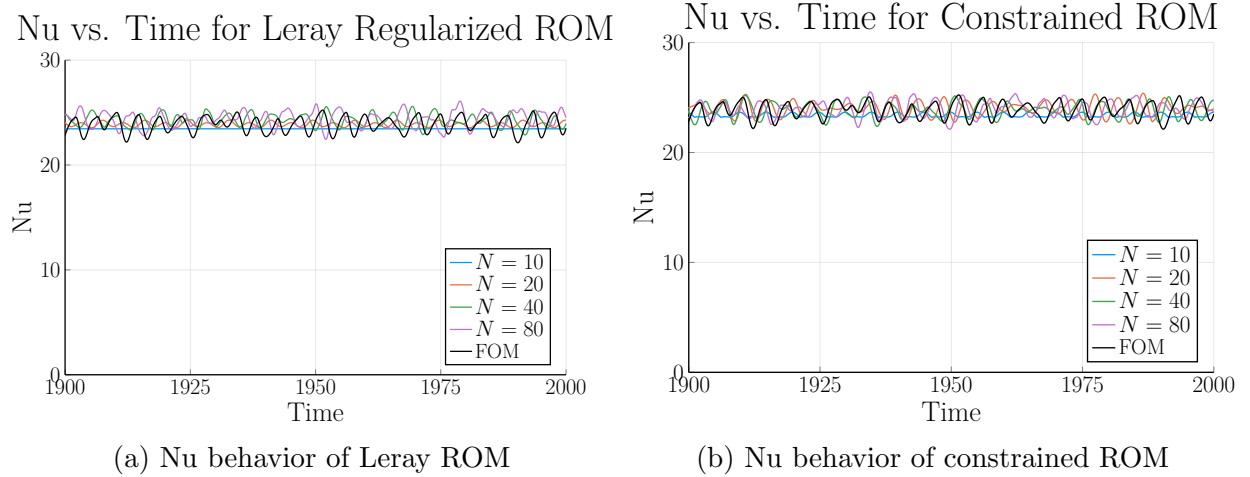 Nu vs. Time for Leray Regularized ROM
30
20
10
0
Nu
1900
1925
1950
1975
2000
Time
N = 10
N = 20
N = 40
N = 80
FOM
(a) Nu behavior of Leray ROM
Nu vs. Time for Constrained ROM
30
20
10
0
Nu
1900
1925
1950
1975
2000
Time
N = 10
N = 20
N = 40
N = 80
FOM
(b) Nu behavior of constrained ROM